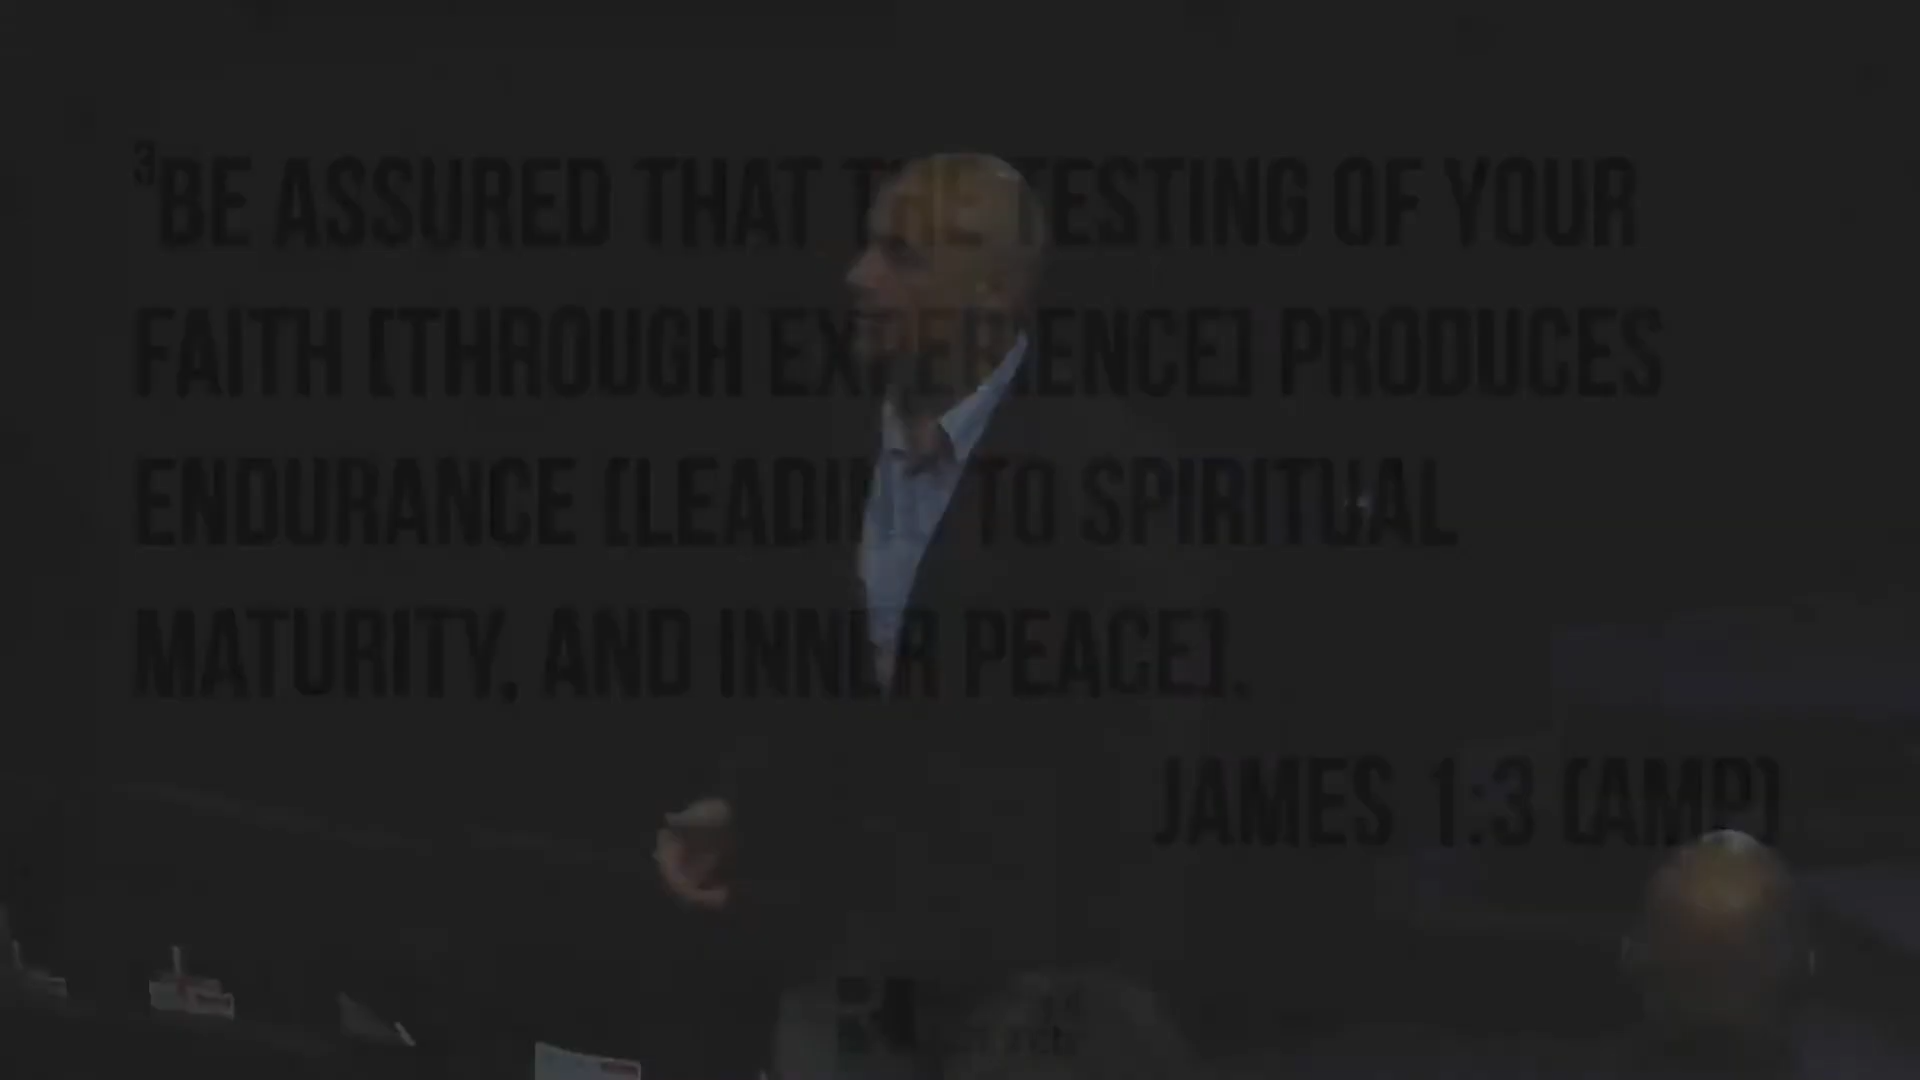 ³BE ASSURED THAT THE TESTING OF YOUR
FAITH [THROUGH EXPERIENCE] PRODUCES
ENDURANCE [LEADING TO SPIRITUAL
MATURITY, AND INNER PEACE].
JAMES 1:3 (AMP)